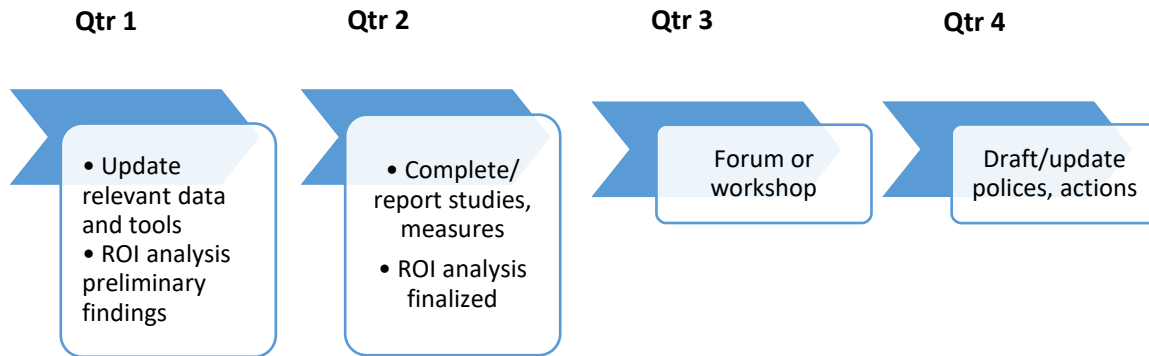 Qtr 1
Qtr 2
Qtr 3
Qtr 4
• Update
relevant data
and tools
• ROI analysis
preliminary
findings
• Complete/
report studies,
measures
• ROI analysis
finalized
Forum or
workshop
Draft/update
polices, actions